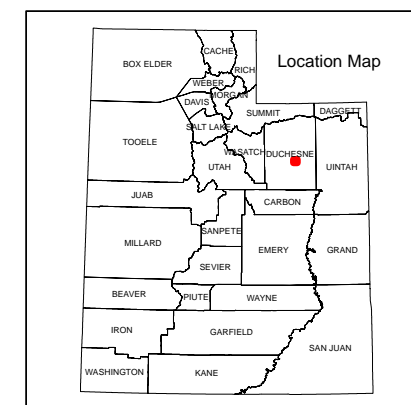 Location Map
CACHE
BOX ELDER
RICH
WEBER
MORGAN
DAVIS
SUMMIT
DAGGETT
SALT LAKE
TOOELE
WASATCH
DUCHESNE
UTAH
UINTAH
JUAB
CARBON
SANPETE
MILLARD
EMERY
GRAND
SEVIER
BEAVER
PIUTE
WAYNE
IRON
GARFIELD
SAN JUAN
WASHINGTON
KANE